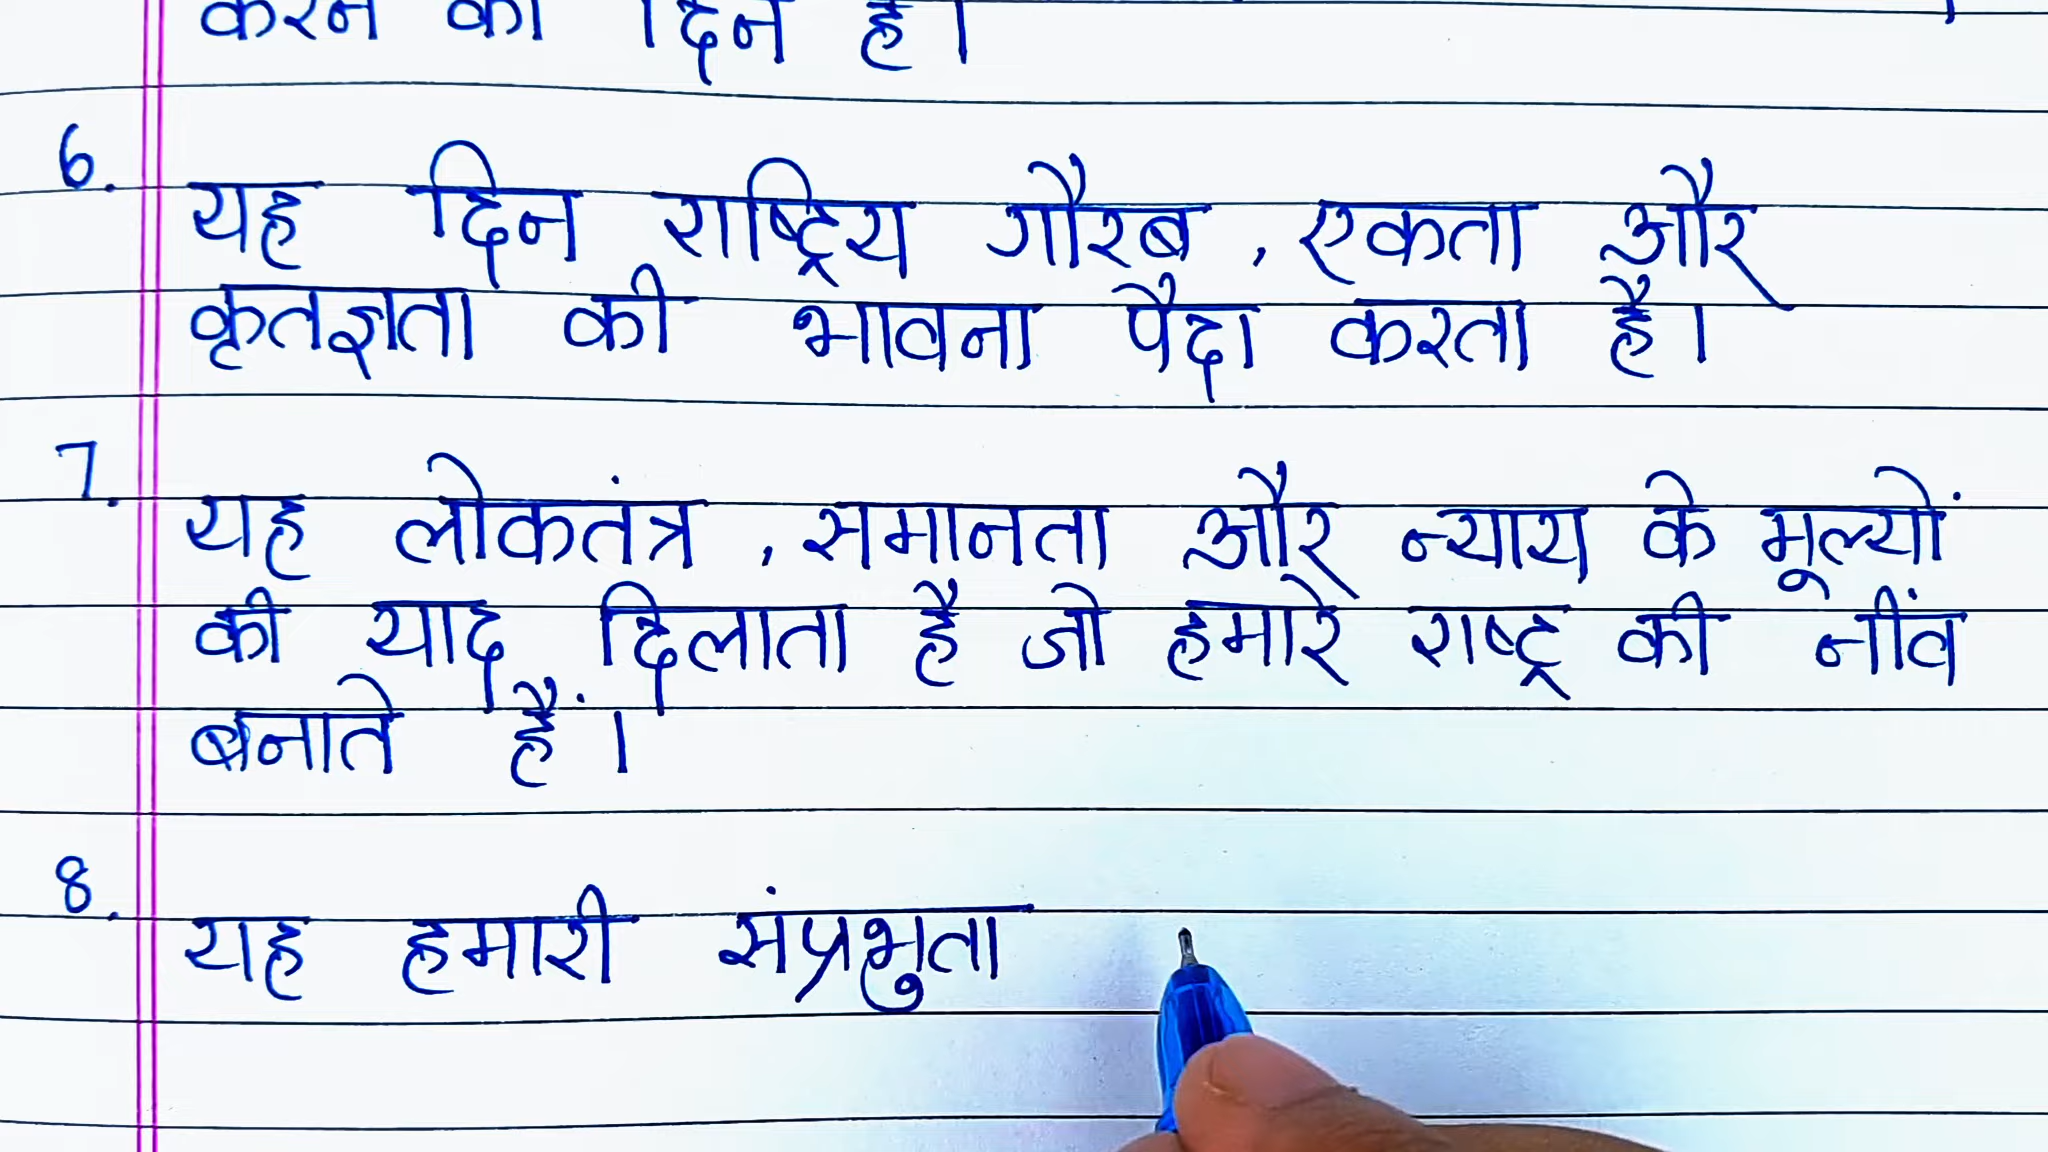 करने का दिन है।
6. यह दिन राष्ट्रिय गौरब, एकता और
कृतज्ञता की भावना पैदा करता है।
7. यह लोकतंत्र, समानता और न्याय के मूल्यों
की याद दिलाता है जो हमारे राष्ट्र की नींव
बनाते हैं।
8. यह हमारी संप्रभुता